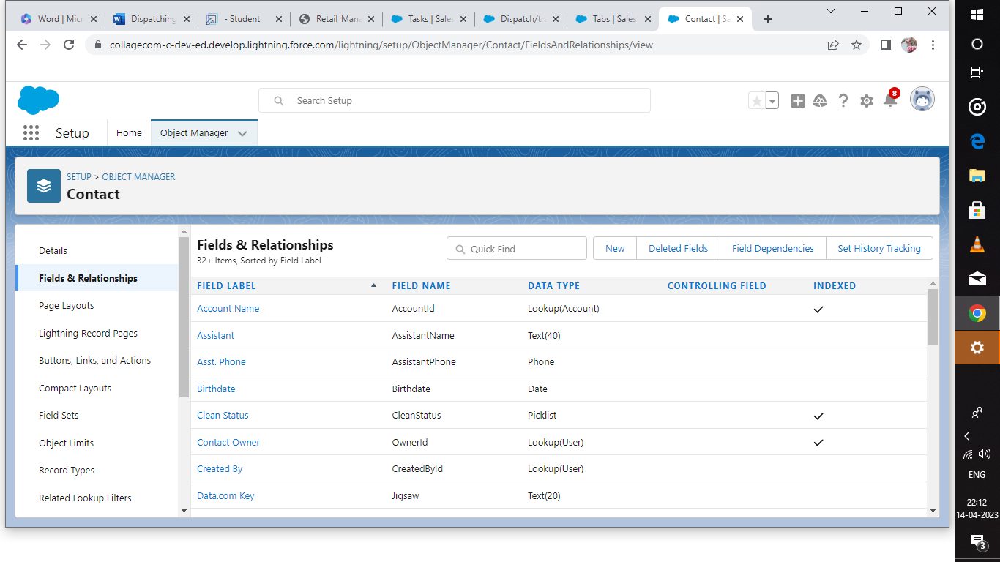 Word | Micr
Dispatching
- Student
Retail_Mana
Tasks | Sales
Dispatch/tra
Tabs | Salesf
Contact | Sa
collagecom-c-dev-ed.develop.lightning.force.com/lightning/setup/ObjectManager/Contact/FieldsAndRelationships/view
Search Setup
8
Setup
Home
Object Manager
SETUP > OBJECT MANAGER
Contact
Details
Fields & Relationships
Page Layouts
Lightning Record Pages
Buttons, Links, and Actions
Compact Layouts
Field Sets
Object Limits
Record Types
Related Lookup Filters
Fields & Relationships
32+ Items, Sorted by Field Label
Quick Find
New
Deleted Fields
Field Dependencies
Set History Tracking
FIELD LABEL FIELD NAME DATA TYPE CONTROLLING FIELD INDEXED
Account Name AccountId Lookup(Account)
Assistant AssistantName Text(40)
Asst. Phone AssistantPhone Phone
Birthdate Birthdate Date
Clean Status CleanStatus Picklist
Contact Owner OwnerId Lookup(User)
Created By CreatedById Lookup(User)
Data.com Key Jigsaw Text(20)
ENG
22:12
14-04-2023
3